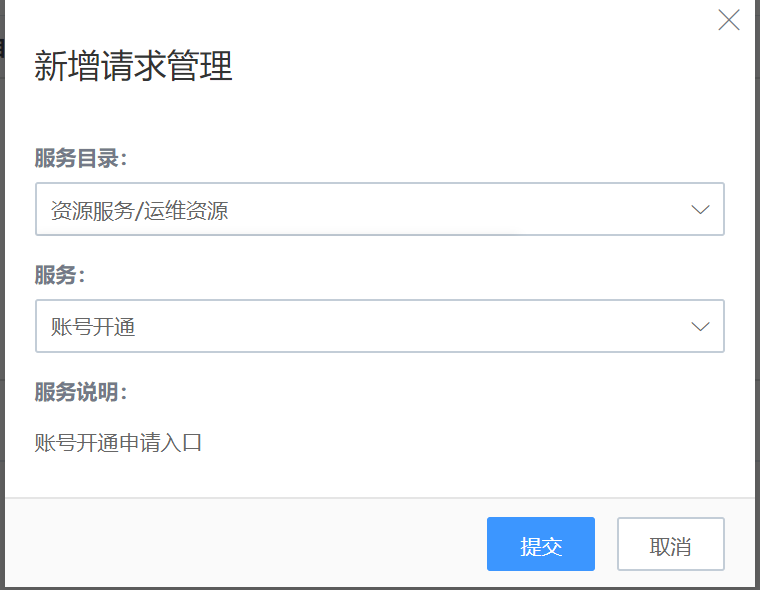 新增请求管理
服务目录：
资源服务/运维资源
服务：
账号开通
服务说明：
账号开通申请入口
提交
取消